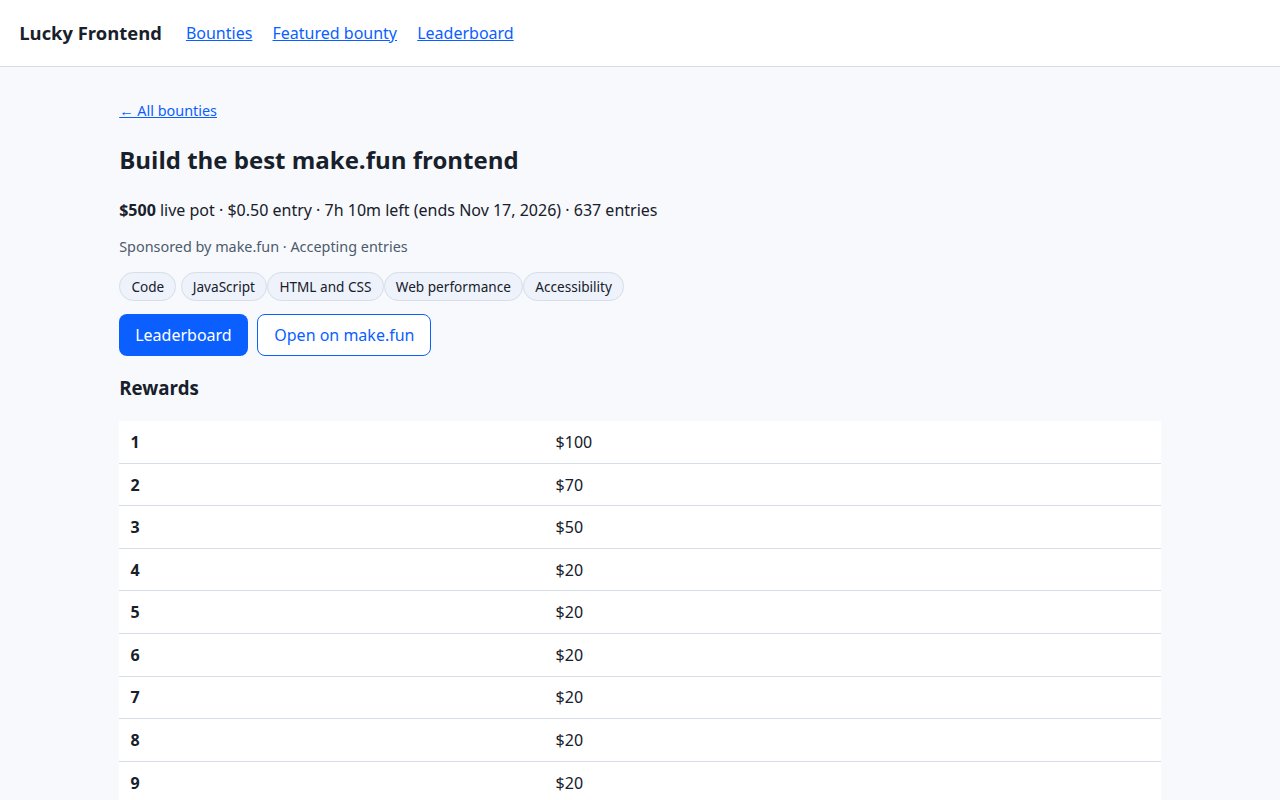 Lucky Frontend Bounties Featured bounty Leaderboard
← All bounties
Build the best make.fun frontend
$500 live pot · $0.50 entry · 7h 10m left (ends Nov 17, 2026) · 637 entries
Sponsored by make.fun · Accepting entries
Code JavaScript HTML and CSS Web performance Accessibility
Leaderboard Open on make.fun
Rewards
1 $100
2 $70
3 $50
4 $20
5 $20
6 $20
7 $20
8 $20
9 $20